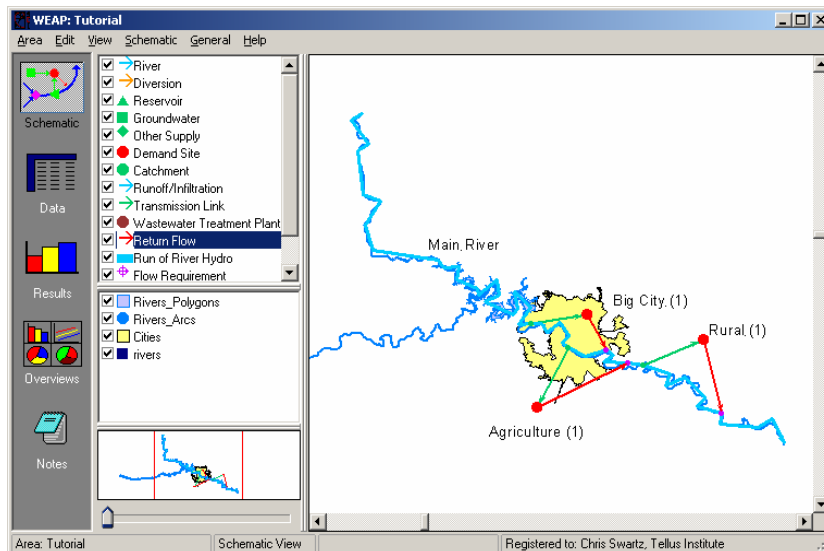 WEAP: Tutorial
Area Edit View Schematic General Help
Schematic
Data
Results
Overviews
Notes
River
Diversion
Reservoir
Groundwater
Other Supply
Demand Site
Catchment
Runoff/Infiltration
Transmission Link
Wastewater Treatment Plant
Return Flow
Run of River Hydro
Flow Requirement
Rivers_Polygons
Rivers_Arcs
Cities
rivers
Main River
Big City (1)
Rural (1)
Agriculture (1)
Area: Tutorial
Schematic View
Registered to: Chris Swartz, Tellus Institute